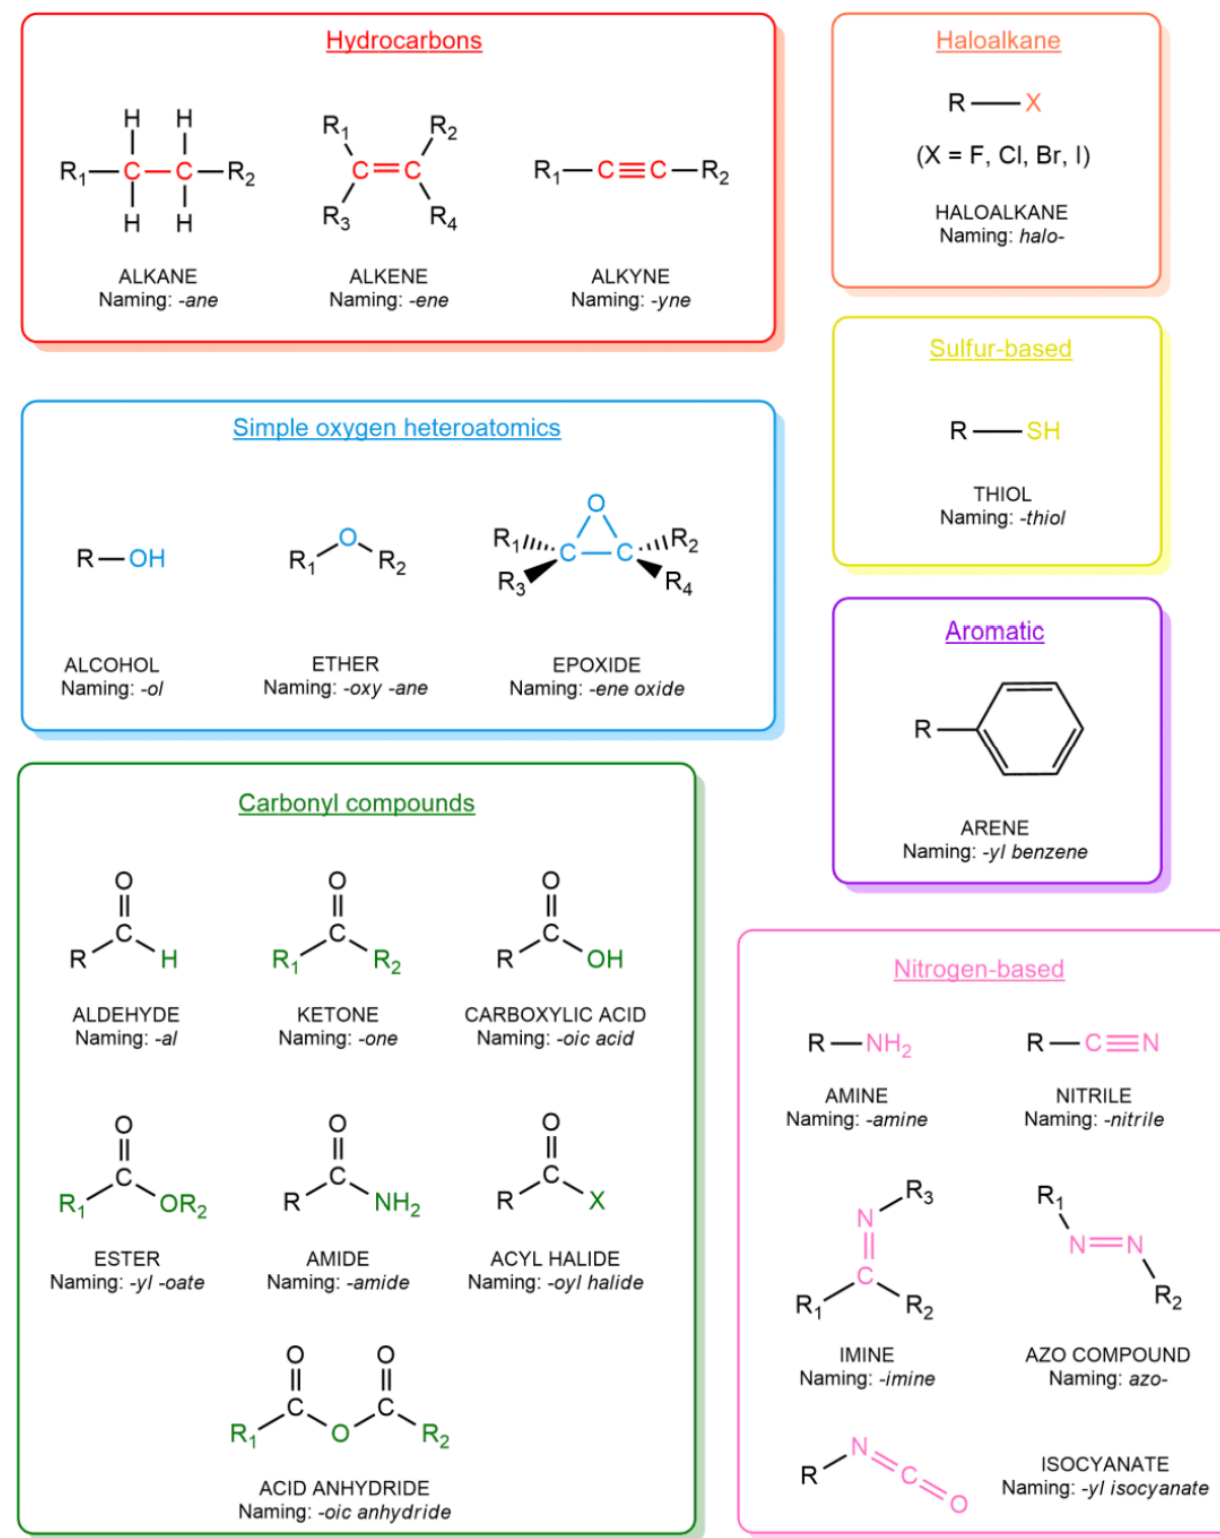 Hydrocarbons
H H
R₁ C C R₂
H H
R₁ R₂
C C
R₃ R₄
R₁ C C R₂
ALKANE
Naming: -ane
ALKENE
Naming: -ene
ALKYNE
Naming: -yne
Haloalkane
R X
(X = F, Cl, Br, I)
HALOALKANE
Naming: halo-
Sulfur-based
R SH
THIOL
Naming: -thiol
Simple oxygen heteroatomics
R OH
O
R₁ R₂
O
R₁ C C R₂
R₃ R₄
ALCOHOL
Naming: -ol
ETHER
Naming: -oxy -ane
EPOXIDE
Naming: -ene oxide
Aromatic
R
ARENE
Naming: -yl benzene
Carbonyl compounds
O
C
R H
O
C
R₁ R₂
O
C
R OH
ALDEHYDE
Naming: -al
KETONE
Naming: -one
CARBOXYLIC ACID
Naming: -oic acid
O
C
R₁ OR₂
O
C
R NH₂
O
C
R X
ESTER
Naming: -yl -oate
AMIDE
Naming: -amide
ACYL HALIDE
Naming: -oyl halide
O O
C C
R₁ O R₂
ACID ANHYDRIDE
Naming: -oic anhydride
Nitrogen-based
R NH₂
R C N
AMINE
Naming: -amine
NITRILE
Naming: -nitrile
R₃
N
C
R₁ R₂
R₁
N N
R₂
IMINE
Naming: -imine
AZO COMPOUND
Naming: azo-
N
R C
O
ISOCYANATE
Naming: -yl isocyanate